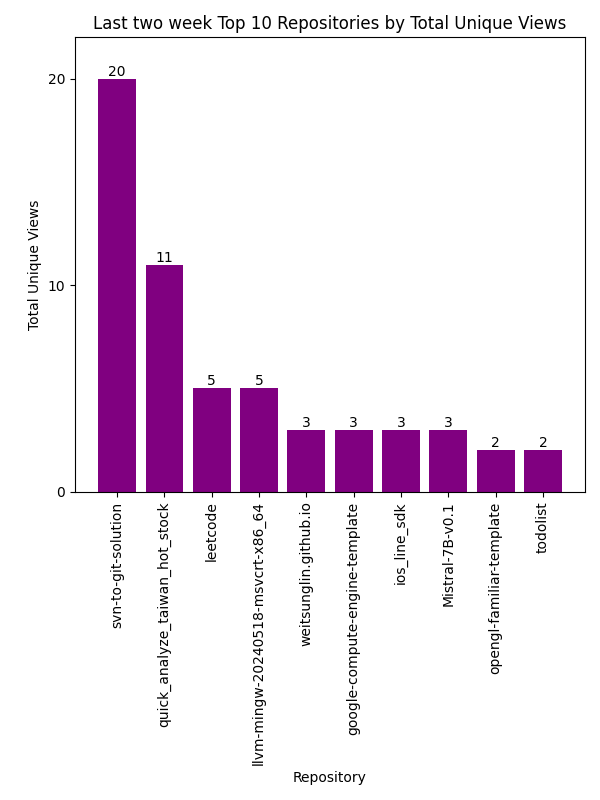 Last two week Top 10 Repositories by Total Unique Views
Total Unique Views
20
10
0
20
11
5
5
3
3
3
3
2
2
svn-to-git-solution
quick_analyze_taiwan_hot_stock
leetcode
llvm-mingw-20240518-msvcrt-x86_64
weitsunglin.github.io
google-compute-engine-template
ios_line_sdk
Mistral-7B-v0.1
opengl-familiar-template
todolist
Repository